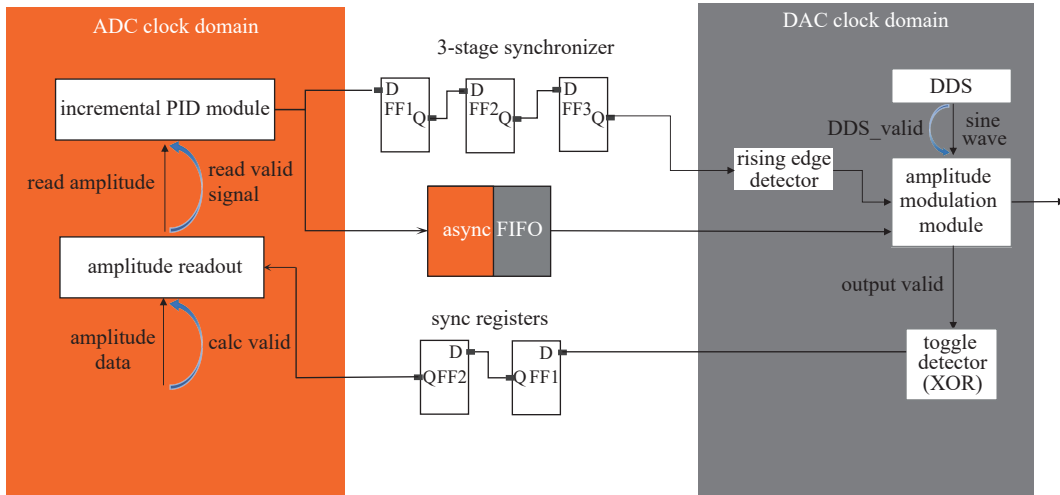 ADC clock domain
incremental PID module
read amplitude
read valid
signal
amplitude readout
amplitude
data
calc valid
3-stage synchronizer
D
FF1
Q
D
FF2
Q
D
FF3
Q
async FIFO
sync registers
D
QFF2
D
Q FF1
DAC clock domain
DDS
DDS_valid
sine
wave
rising edge
detector
amplitude
modulation
module
output valid
toggle
detector
(XOR)